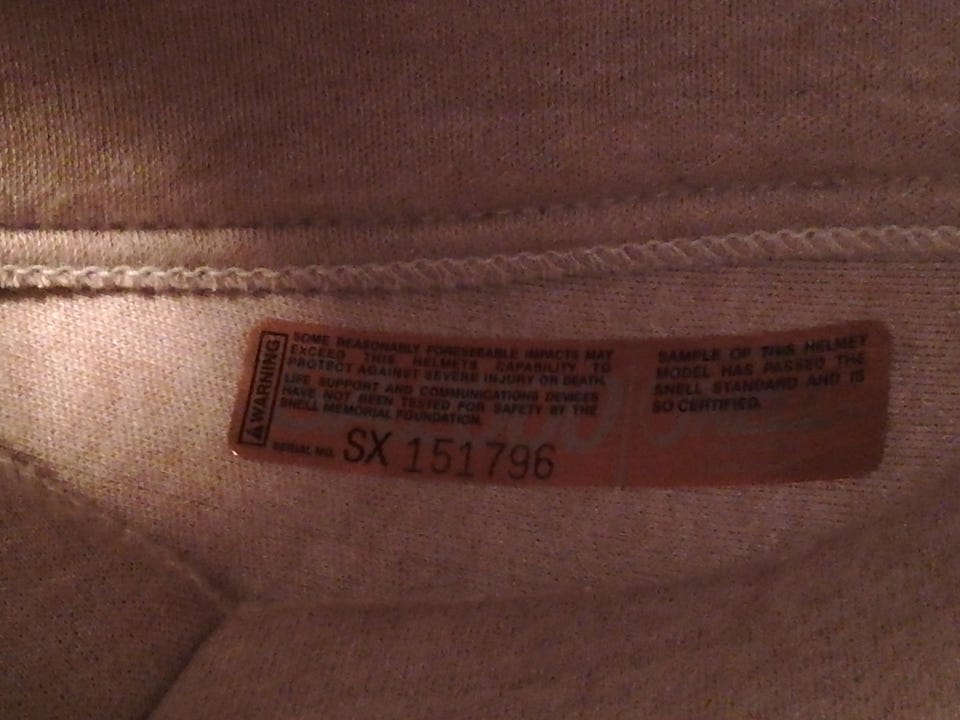 WARNING
SOME REASONABLY FORESEEABLE IMPACTS MAY
EXCEED THIS HELMETS CAPABILITY TO
PROTECT AGAINST SEVERE INJURY OR DEATH.
LIFE SUPPORT AND COMMUNICATIONS DEVICES
HAVE NOT BEEN TESTED FOR SAFETY BY THE
SNELL MEMORIAL FOUNDATION.
SERIAL NO. SX 151796
SAMPLE OF THIS HELMET
MODEL HAS PASSED THE
SNELL STANDARD AND IS
SO CERTIFIED.